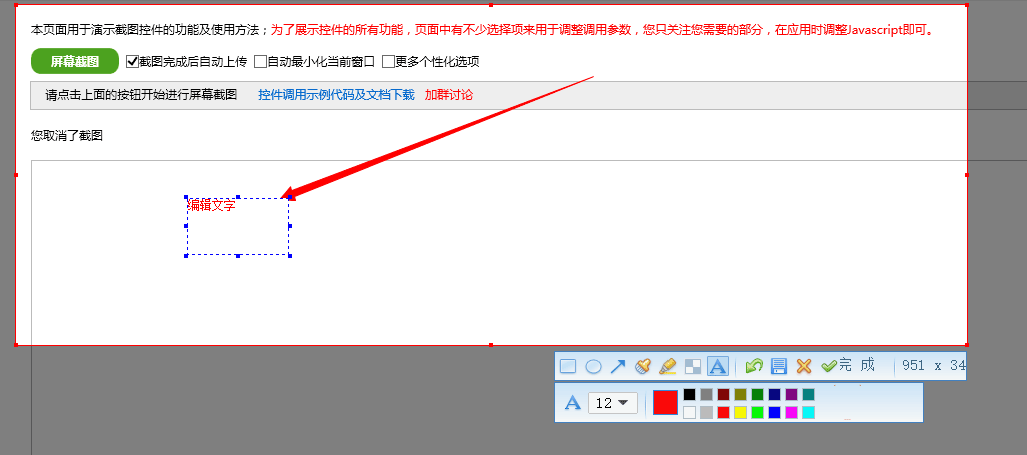 本页面用于演示截图控件的功能及使用方法；为了展示控件的所有功能，页面中有不少选择项来用于调整调用参数，您只关注您需要的部分，在应用时调整Javascript即可。
屏幕截图 截图完成后自动上传 自动最小化当前窗口 更多个性化选项
请点击上面的按钮开始进行屏幕截图 控件调用示例代码及文档下载 加群讨论
您取消了截图
编辑文字
A 完成 951 x 34
A 12